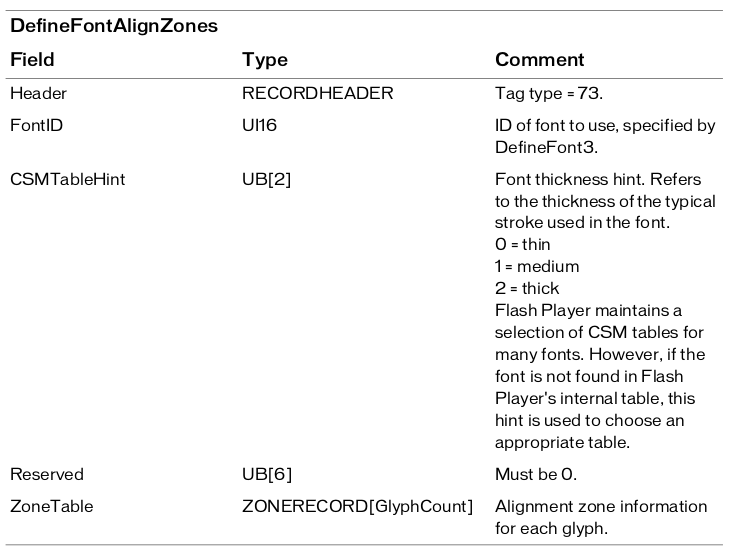 DefineFontAlignZones
Field Type Comment
Header RECORDHEADER Tag type = 73.
FontID UI16 ID of font to use, specified by
DefineFont3.
CSMTableHint UB[2] Font thickness hint. Refers
to the thickness of the typical
stroke used in the font.
0 = thin
1 = medium
2 = thick
Flash Player maintains a
selection of CSM tables for
many fonts. However, if the
font is not found in Flash
Player's internal table, this
hint is used to choose an
appropriate table.
Reserved UB[6] Must be 0.
ZoneTable ZONERECORD[GlyphCount] Alignment zone information
for each glyph.